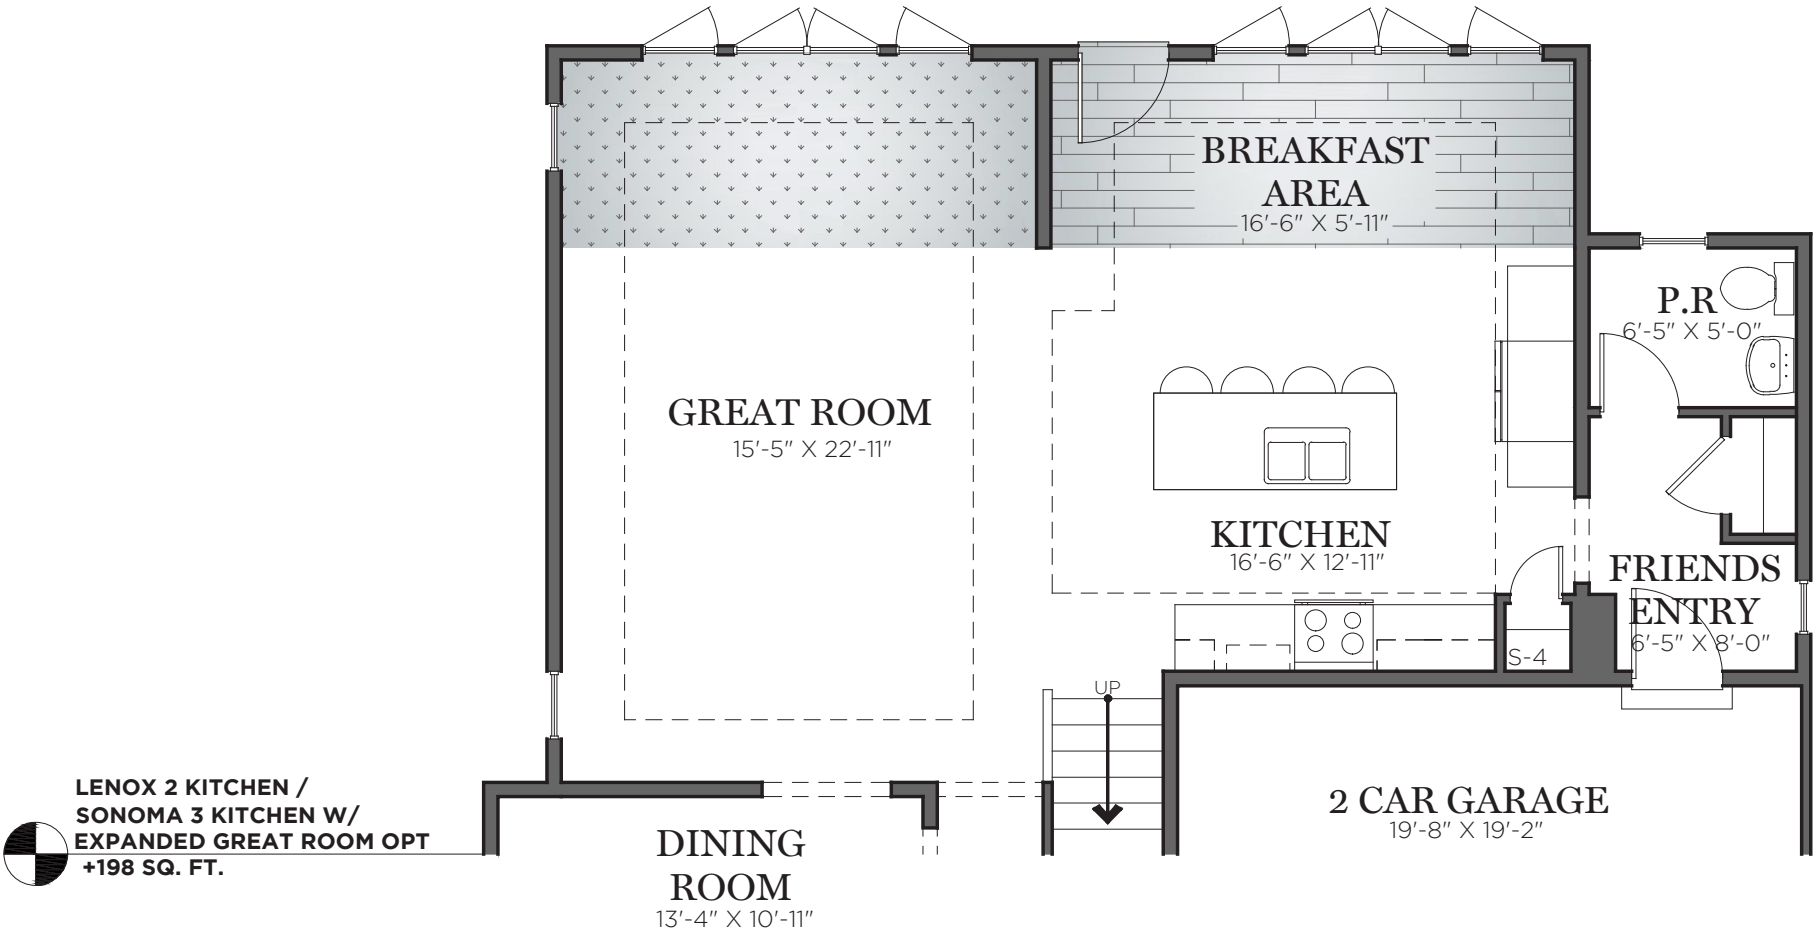 BREAKFAST
AREA
16'-6" X 5'-11"
P.R
6'-5" X 5'-0"
GREAT ROOM
15'-5" X 22'-11"
KITCHEN
16'-6" X 12'-11"
FRIENDS
ENTRY
6'-5" X 8'-0"
S-4
UP
LENOX 2 KITCHEN /
SONOMA 3 KITCHEN W/
EXPANDED GREAT ROOM OPT
+198 SQ. FT.
2 CAR GARAGE
19'-8" X 19'-2"
DINING
ROOM
13'-4" X 10'-11"